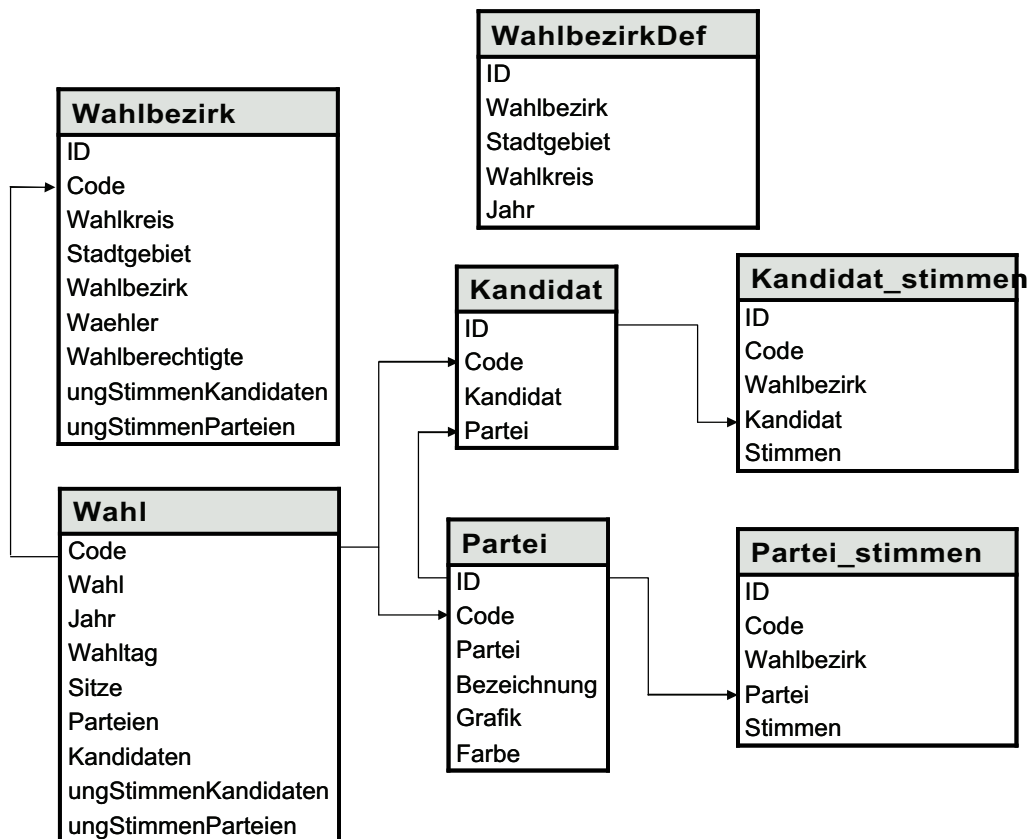 WahlbezirkDef
ID
Wahlbezirk
Stadtgebiet
Wahlkreis
Jahr
Wahlbezirk
ID
Code
Wahlkreis
Stadtgebiet
Wahlbezirk
Waehler
Wahlberechtigte
ungStimmenKandidaten
ungStimmenParteien
Kandidat
ID
Code
Kandidat
Partei
Kandidat_stimmen
ID
Code
Wahlbezirk
Kandidat
Stimmen
Wahl
Code
Wahl
Jahr
Wahltag
Sitze
Parteien
Kandidaten
ungStimmenKandidaten
ungStimmenParteien
Partei
ID
Code
Partei
Bezeichnung
Grafik
Farbe
Partei_stimmen
ID
Code
Wahlbezirk
Partei
Stimmen